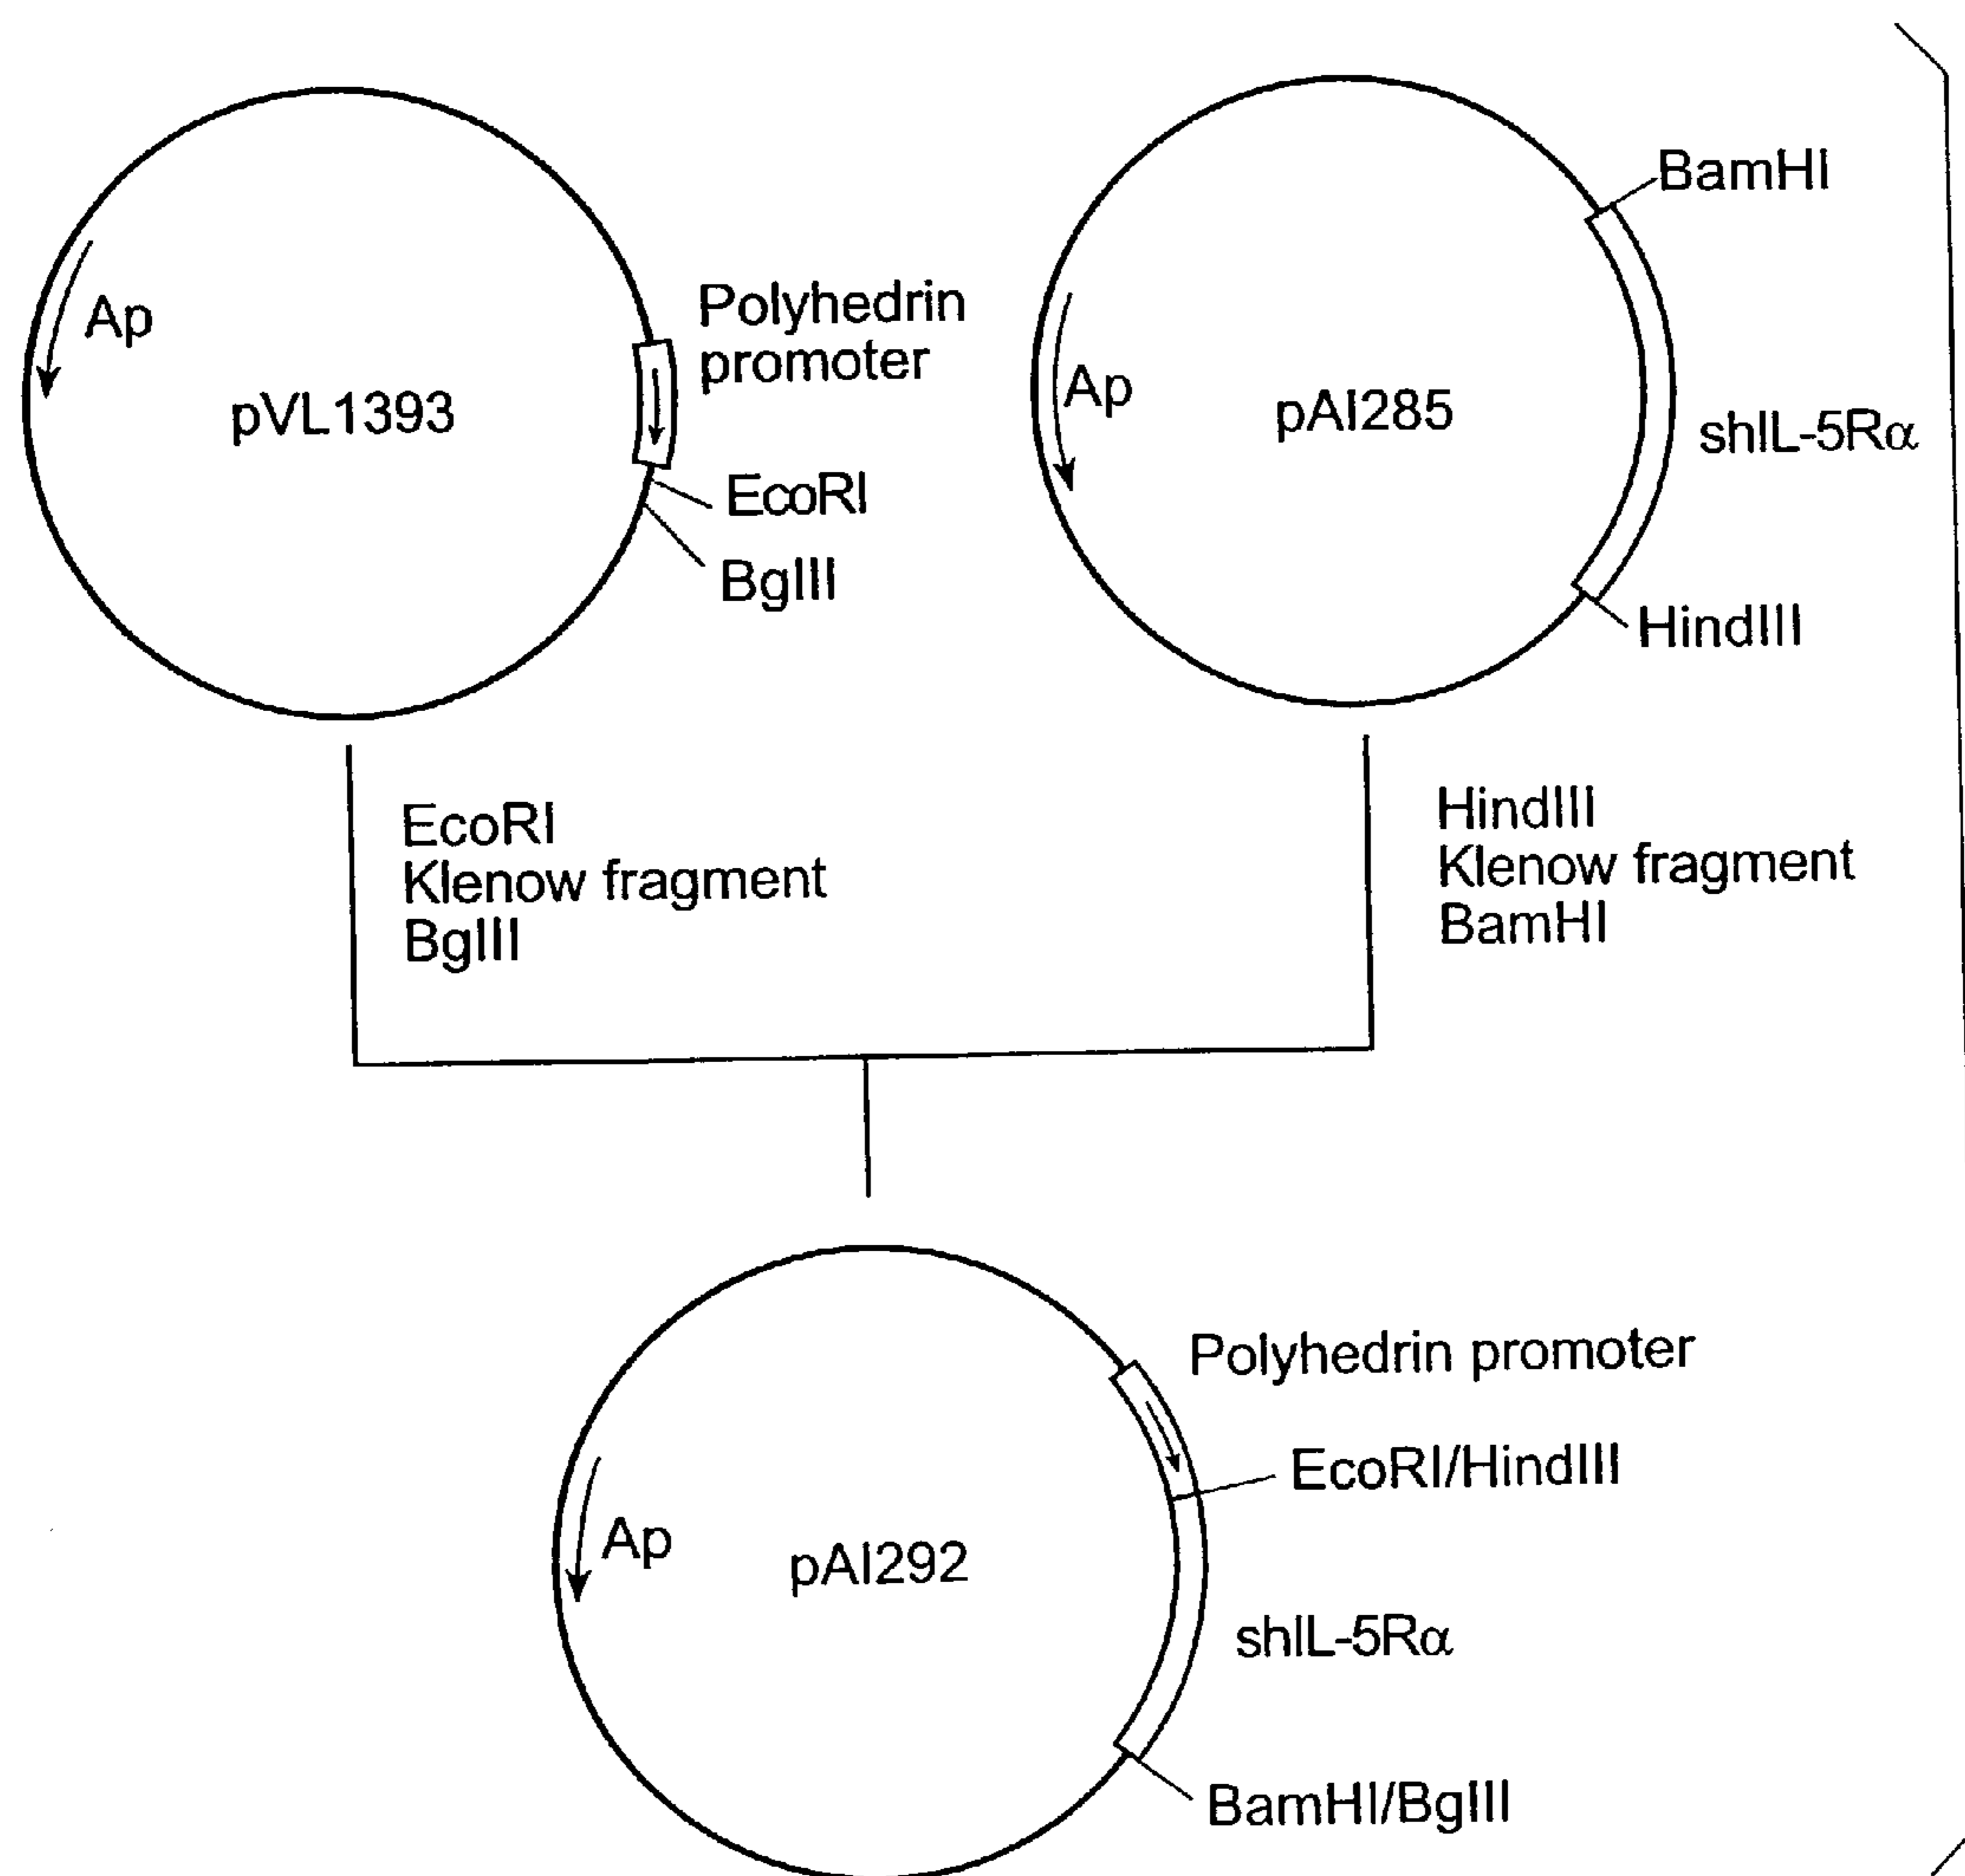 BamHI
Polyhedrin
promoter
Ap
Ap
pVL1393
pAI285
shIL-5Rα
EcoRI
BglII
HindIII
EcoRI
Klenow fragment
BglII
HindIII
Klenow fragment
BamHI
Polyhedrin promoter
EcoRI/HindIII
Ap
pAI292
shIL-5Rα
BamHI/BglII